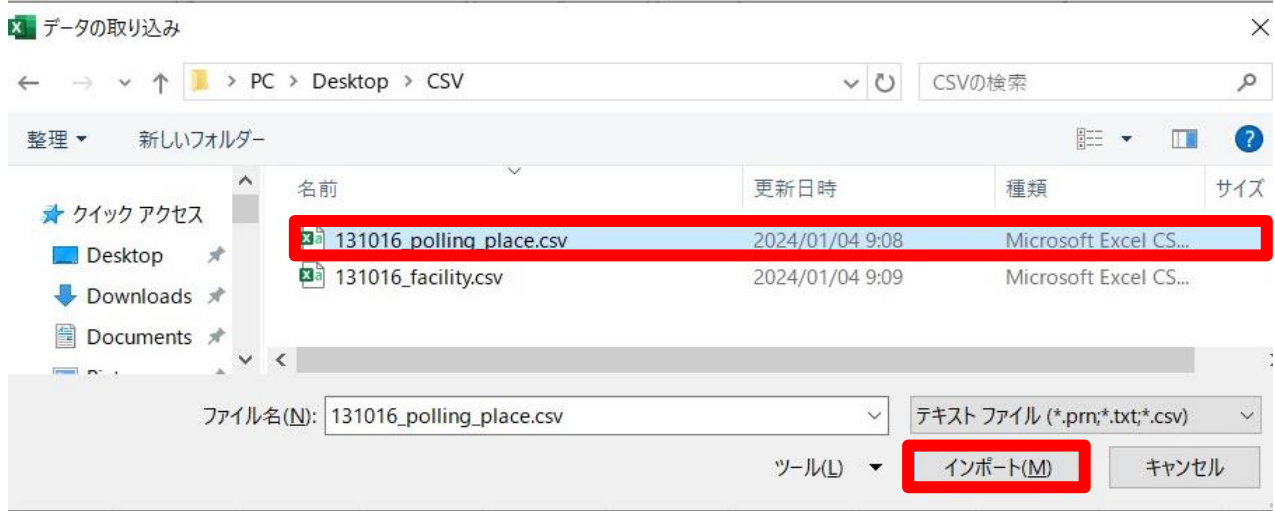 データの取り込み
PC > Desktop > CSV
CSVの検索
整理
新しいフォルダー
名前 更新日時 種類 サイズ
クイック アクセス
131016_polling_place.csv 2024/01/04 9:08 Microsoft Excel CS...
Desktop
131016_facility.csv 2024/01/04 9:09 Microsoft Excel CS...
Downloads
Documents
ファイル名(N): 131016_polling_place.csv テキスト ファイル (*.prn;*.txt;*.csv)
ツール(L) インポート(M) キャンセル